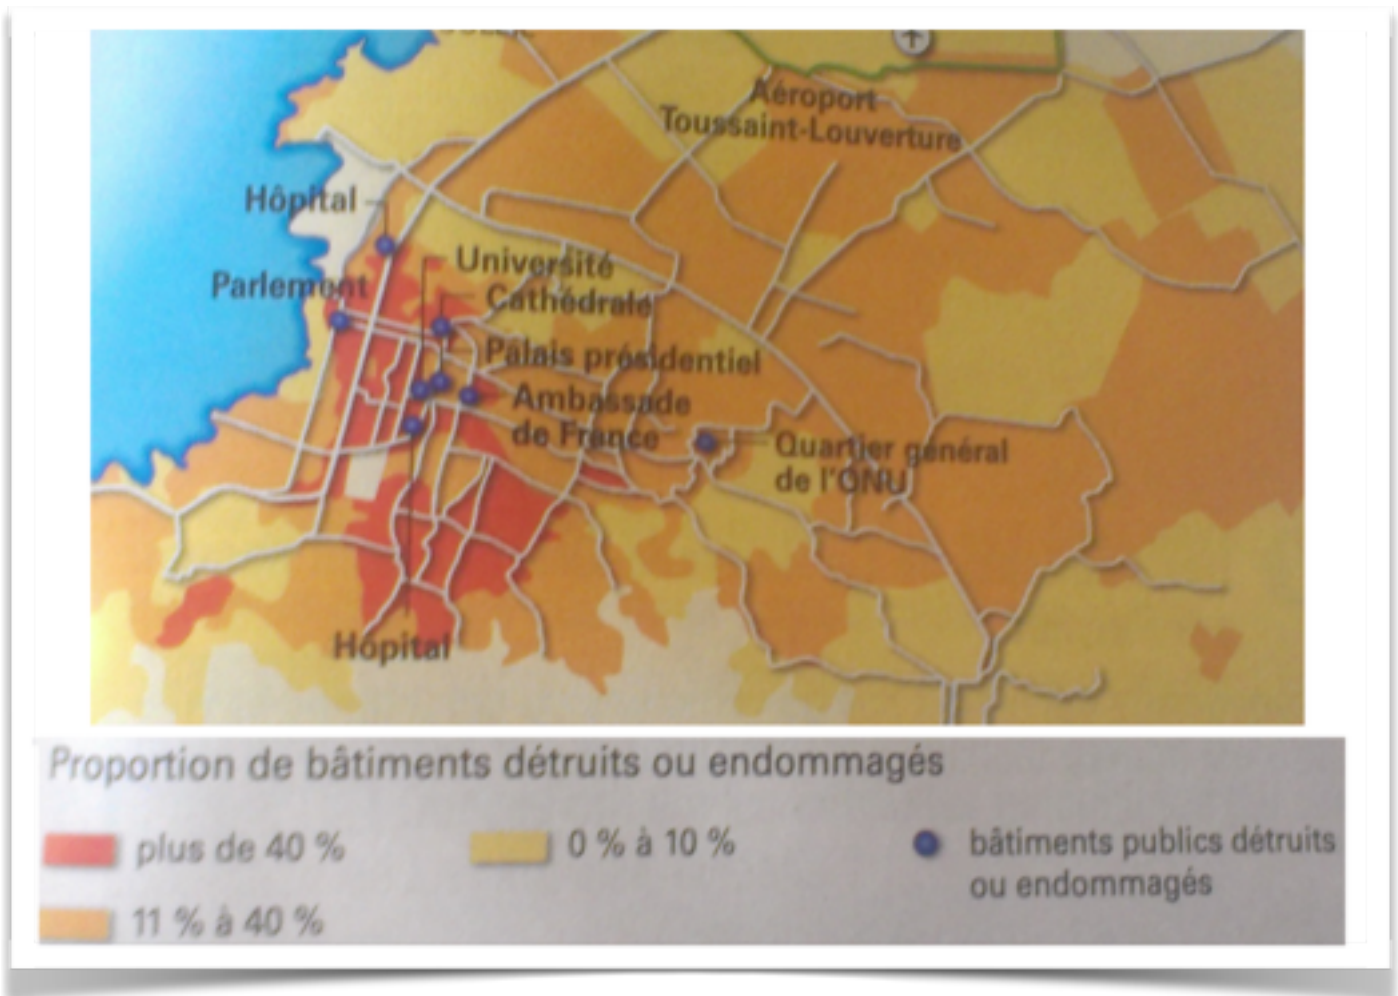 Aéroport
Toussaint-Louverture
Hôpital
Université
Parlement
Cathédrale
Palais présidentiel
Ambassade
de France
Quartier général
de l'ONU
Hôpital
Proportion de bâtiments détruits ou endommagés
plus de 40 %
0 % à 10 %
bâtiments publics détruits
ou endommagés
11 % à 40 %